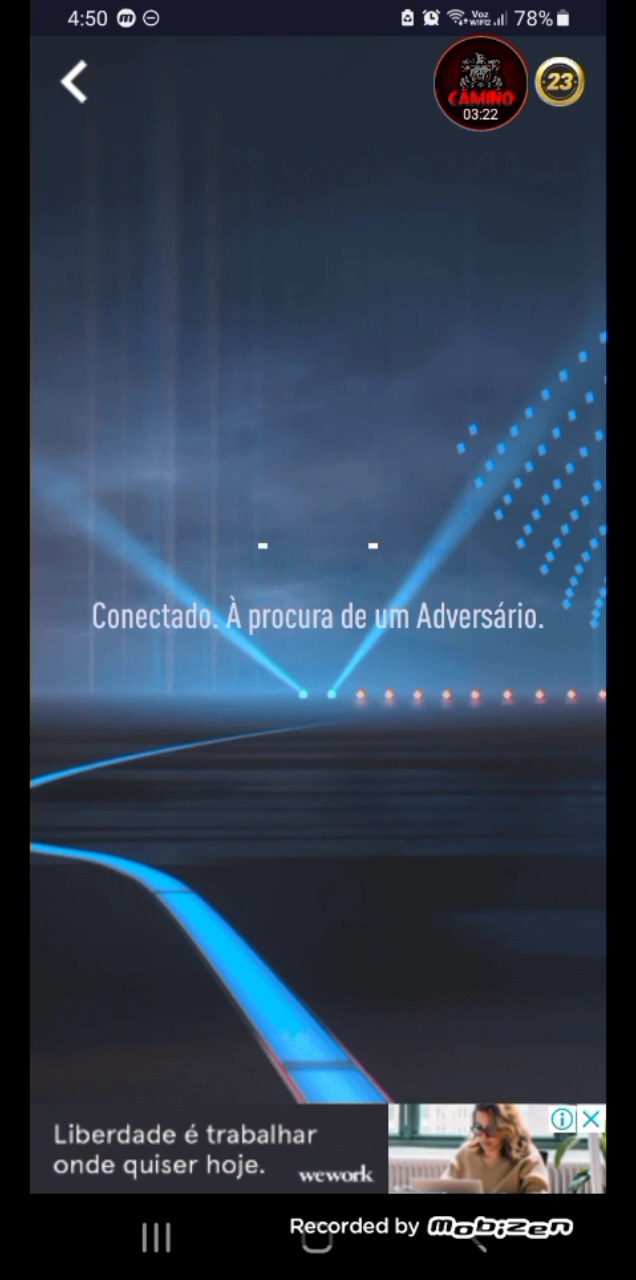 4:50
Voz
WIFI2
78%
CAMINO
03:22
23
Conectado. À procura de um Adversário.
Liberdade é trabalhar
onde quiser hoje.
wework
Recorded by Mobizen